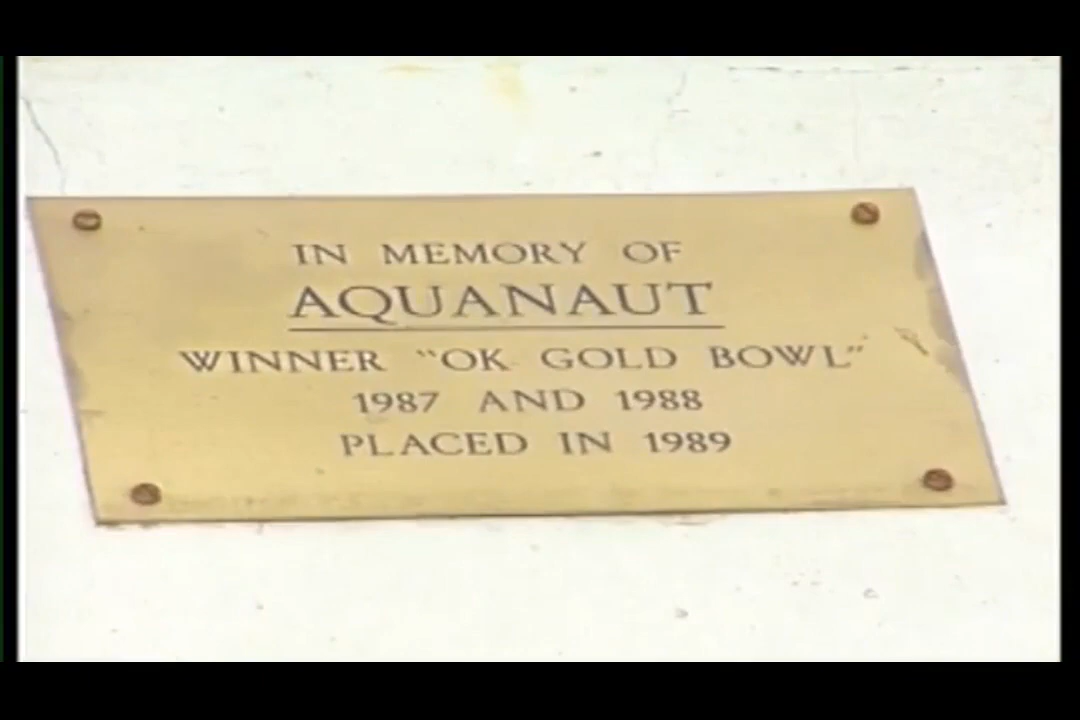 IN MEMORY OF
AQUANAUT
WINNER "OK GOLD BOWL"
1987 AND 1988
PLACED IN 1989